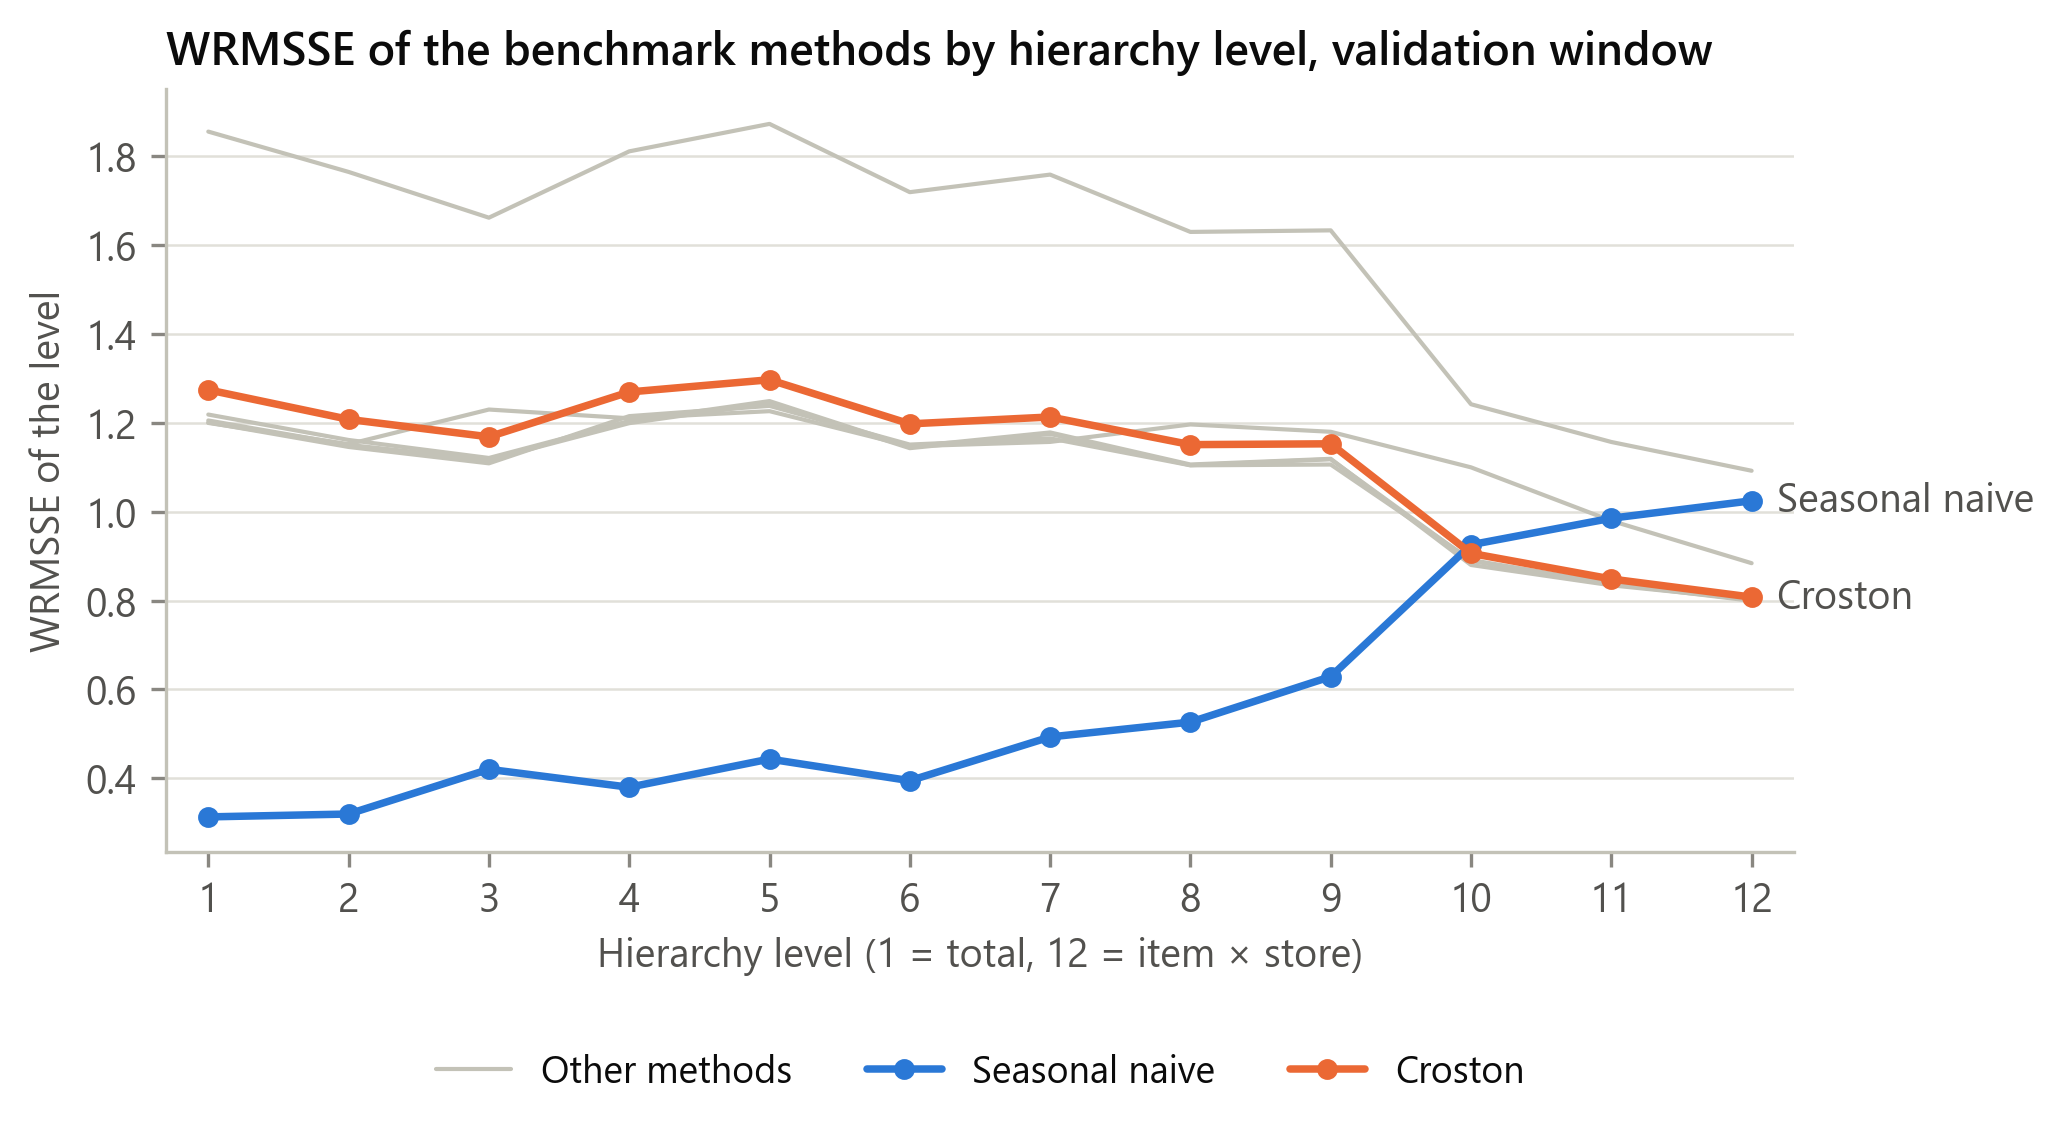 WRMSSE of the benchmark methods by hierarchy level, validation window
WRMSSE of the level
1.8
1.6
1.4
1.2
1.0
0.8
0.6
0.4
Seasonal naive
Croston
1 2 3 4 5 6 7 8 9 10 11 12
Hierarchy level (1 = total, 12 = item × store)
Other methods Seasonal naive Croston